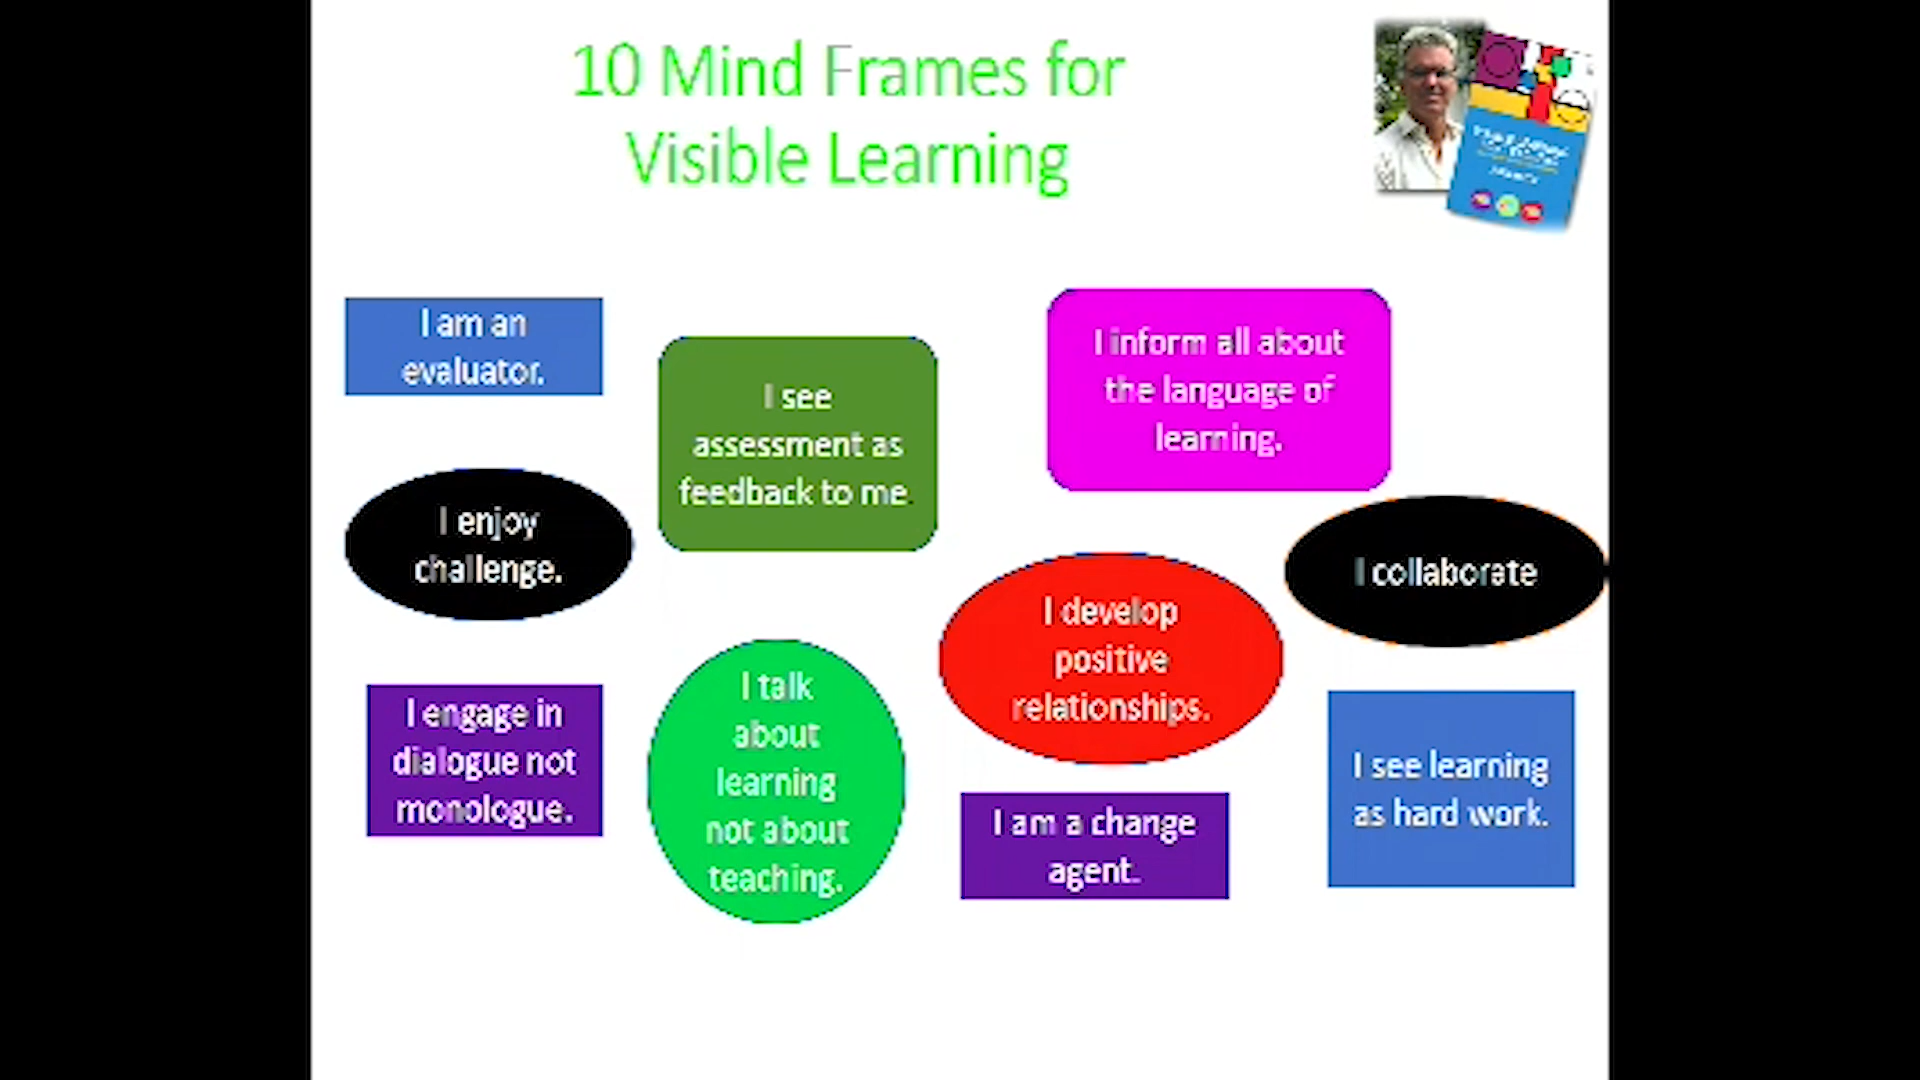 10 Mind Frames for
Visible Learning
I am an
evaluator.
I see
assessment as
feedback to me.
I inform all about
the language of
learning.
I enjoy
challenge.
I collaborate
I develop
positive
relationships.
I engage in
dialogue not
monologue.
I talk
about
learning
not about
teaching.
I am a change
agent.
I see learning
as hard work.